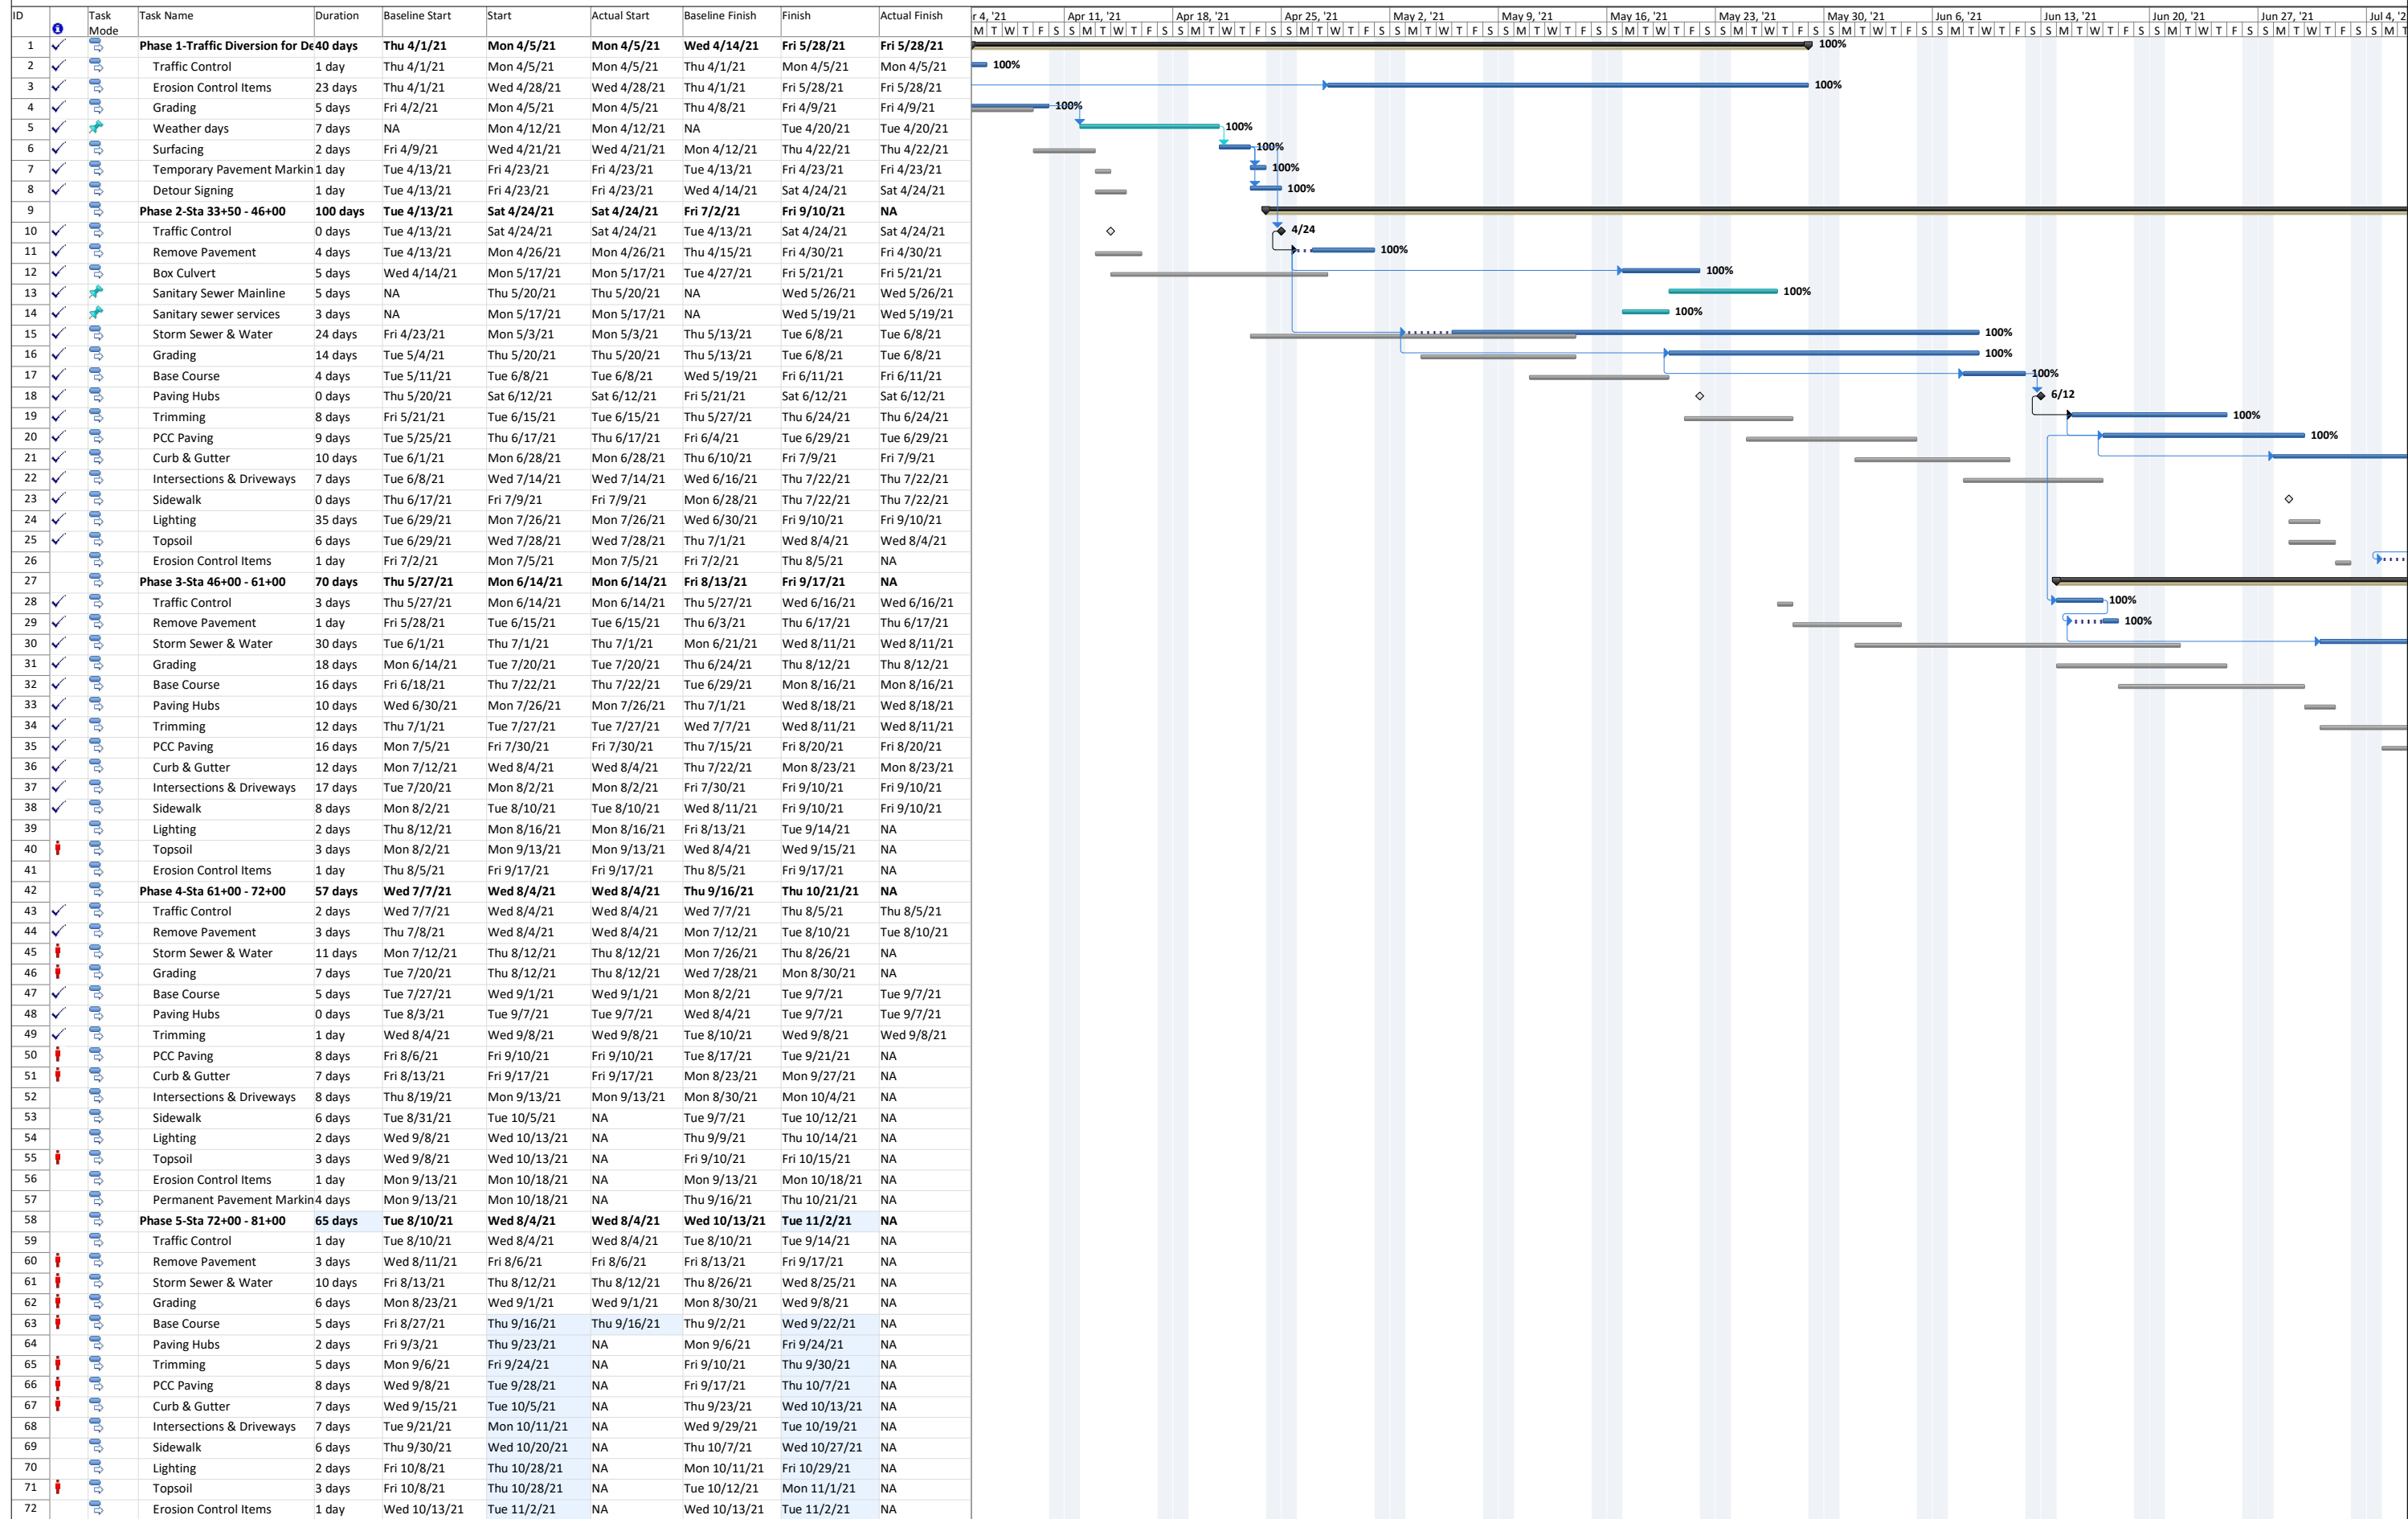 ID Task Mode Task Name Duration Baseline Start Start Actual Start Baseline Finish Finish Actual Finish
r 4, '21 Apr 11, '21 Apr 18, '21 Apr 25, '21 May 2, '21 May 9, '21 May 16, '21 May 23, '21 May 30, '21 Jun 6, '21 Jun 13, '21 Jun 20, '21 Jun 27, '21 Jul 4, '2
M T W T F S S M T W T F S S M T W T F S S M T W T F S S M T W T F S S M T W T F S S M T W T F S S M T W T F S S M T W T F S S M T W T F S S M T W T F S S M T W T F S S M T W T F S S M T W T F S S M T
1 Phase 1-Traffic Diversion for De 40 days Thu 4/1/21 Mon 4/5/21 Mon 4/5/21 Wed 4/14/21 Fri 5/28/21 Fri 5/28/21 100%
2 Traffic Control 1 day Thu 4/1/21 Mon 4/5/21 Mon 4/5/21 Thu 4/1/21 Mon 4/5/21 Mon 4/5/21 100%
3 Erosion Control Items 23 days Thu 4/1/21 Wed 4/28/21 Wed 4/28/21 Thu 4/1/21 Fri 5/28/21 Fri 5/28/21 100%
4 Grading 5 days Fri 4/2/21 Mon 4/5/21 Mon 4/5/21 Thu 4/8/21 Fri 4/9/21 Fri 4/9/21 100%
5 Weather days 7 days NA Mon 4/12/21 Mon 4/12/21 NA Tue 4/20/21 Tue 4/20/21 100%
6 Surfacing 2 days Fri 4/9/21 Wed 4/21/21 Wed 4/21/21 Mon 4/12/21 Thu 4/22/21 Thu 4/22/21 100%
7 Temporary Pavement Markin 1 day Tue 4/13/21 Fri 4/23/21 Fri 4/23/21 Tue 4/13/21 Fri 4/23/21 Fri 4/23/21 100%
8 Detour Signing 1 day Tue 4/13/21 Fri 4/23/21 Fri 4/23/21 Wed 4/14/21 Sat 4/24/21 Sat 4/24/21 100%
9 Phase 2-Sta 33+50 - 46+00 100 days Tue 4/13/21 Sat 4/24/21 Sat 4/24/21 Fri 7/2/21 Fri 9/10/21 NA
10 Traffic Control 0 days Tue 4/13/21 Sat 4/24/21 Sat 4/24/21 Tue 4/13/21 Sat 4/24/21 Sat 4/24/21 4/24
11 Remove Pavement 4 days Tue 4/13/21 Mon 4/26/21 Mon 4/26/21 Thu 4/15/21 Fri 4/30/21 Fri 4/30/21 100%
12 Box Culvert 5 days Wed 4/14/21 Mon 5/17/21 Mon 5/17/21 Tue 4/27/21 Fri 5/21/21 Fri 5/21/21 100%
13 Sanitary Sewer Mainline 5 days NA Thu 5/20/21 Thu 5/20/21 NA Wed 5/26/21 Wed 5/26/21 100%
14 Sanitary sewer services 3 days NA Mon 5/17/21 Mon 5/17/21 NA Wed 5/19/21 Wed 5/19/21 100%
15 Storm Sewer & Water 24 days Fri 4/23/21 Mon 5/3/21 Mon 5/3/21 Thu 5/13/21 Tue 6/8/21 Tue 6/8/21 100%
16 Grading 14 days Tue 5/4/21 Thu 5/20/21 Thu 5/20/21 Thu 5/13/21 Tue 6/8/21 Tue 6/8/21 100%
17 Base Course 4 days Tue 5/11/21 Tue 6/8/21 Tue 6/8/21 Wed 5/19/21 Fri 6/11/21 Fri 6/11/21 100%
18 Paving Hubs 0 days Thu 5/20/21 Sat 6/12/21 Sat 6/12/21 Fri 5/21/21 Sat 6/12/21 Sat 6/12/21 6/12
19 Trimming 8 days Fri 5/21/21 Tue 6/15/21 Tue 6/15/21 Thu 5/27/21 Thu 6/24/21 Thu 6/24/21 100%
20 PCC Paving 9 days Tue 5/25/21 Thu 6/17/21 Thu 6/17/21 Fri 6/4/21 Tue 6/29/21 Tue 6/29/21 100%
21 Curb & Gutter 10 days Tue 6/1/21 Mon 6/28/21 Mon 6/28/21 Thu 6/10/21 Fri 7/9/21 Fri 7/9/21
22 Intersections & Driveways 7 days Tue 6/8/21 Wed 7/14/21 Wed 7/14/21 Wed 6/16/21 Thu 7/22/21 Thu 7/22/21
23 Sidewalk 0 days Thu 6/17/21 Fri 7/9/21 Fri 7/9/21 Mon 6/28/21 Thu 7/22/21 Thu 7/22/21
24 Lighting 35 days Tue 6/29/21 Mon 7/26/21 Mon 7/26/21 Wed 6/30/21 Fri 9/10/21 Fri 9/10/21
25 Topsoil 6 days Tue 6/29/21 Wed 7/28/21 Wed 7/28/21 Thu 7/1/21 Wed 8/4/21 Wed 8/4/21
26 Erosion Control Items 1 day Fri 7/2/21 Mon 7/5/21 Mon 7/5/21 Fri 7/2/21 Thu 8/5/21 NA
27 Phase 3-Sta 46+00 - 61+00 70 days Thu 5/27/21 Mon 6/14/21 Mon 6/14/21 Fri 8/13/21 Fri 9/17/21 NA
28 Traffic Control 3 days Thu 5/27/21 Mon 6/14/21 Mon 6/14/21 Thu 5/27/21 Wed 6/16/21 Wed 6/16/21 100%
29 Remove Pavement 1 day Fri 5/28/21 Tue 6/15/21 Tue 6/15/21 Thu 6/3/21 Thu 6/17/21 Thu 6/17/21 100%
30 Storm Sewer & Water 30 days Tue 6/1/21 Thu 7/1/21 Thu 7/1/21 Mon 6/21/21 Wed 8/11/21 Wed 8/11/21
31 Grading 18 days Mon 6/14/21 Tue 7/20/21 Tue 7/20/21 Thu 6/24/21 Thu 8/12/21 Thu 8/12/21
32 Base Course 16 days Fri 6/18/21 Thu 7/22/21 Thu 7/22/21 Tue 6/29/21 Mon 8/16/21 Mon 8/16/21
33 Paving Hubs 10 days Wed 6/30/21 Mon 7/26/21 Mon 7/26/21 Thu 7/1/21 Wed 8/18/21 Wed 8/18/21
34 Trimming 12 days Thu 7/1/21 Tue 7/27/21 Tue 7/27/21 Wed 7/7/21 Wed 8/11/21 Wed 8/11/21
35 PCC Paving 16 days Mon 7/5/21 Fri 7/30/21 Fri 7/30/21 Thu 7/15/21 Fri 8/20/21 Fri 8/20/21
36 Curb & Gutter 12 days Mon 7/12/21 Wed 8/4/21 Wed 8/4/21 Thu 7/22/21 Mon 8/23/21 Mon 8/23/21
37 Intersections & Driveways 17 days Tue 7/20/21 Mon 8/2/21 Mon 8/2/21 Fri 7/30/21 Fri 9/10/21 Fri 9/10/21
38 Sidewalk 8 days Mon 8/2/21 Tue 8/10/21 Tue 8/10/21 Wed 8/11/21 Fri 9/10/21 Fri 9/10/21
39 Lighting 2 days Thu 8/12/21 Mon 8/16/21 Mon 8/16/21 Fri 8/13/21 Tue 9/14/21 NA
40 Topsoil 3 days Mon 8/2/21 Mon 9/13/21 Mon 9/13/21 Wed 8/4/21 Wed 9/15/21 NA
41 Erosion Control Items 1 day Thu 8/5/21 Fri 9/17/21 Fri 9/17/21 Thu 8/5/21 Fri 9/17/21 NA
42 Phase 4-Sta 61+00 - 72+00 57 days Wed 7/7/21 Wed 8/4/21 Wed 8/4/21 Thu 9/16/21 Thu 10/21/21 NA
43 Traffic Control 2 days Wed 7/7/21 Wed 8/4/21 Wed 8/4/21 Wed 7/7/21 Thu 8/5/21 Thu 8/5/21
44 Remove Pavement 3 days Thu 7/8/21 Wed 8/4/21 Wed 8/4/21 Mon 7/12/21 Tue 8/10/21 Tue 8/10/21
45 Storm Sewer & Water 11 days Mon 7/12/21 Thu 8/12/21 Thu 8/12/21 Mon 7/26/21 Thu 8/26/21 NA
46 Grading 7 days Tue 7/20/21 Thu 8/12/21 Thu 8/12/21 Wed 7/28/21 Mon 8/30/21 NA
47 Base Course 5 days Tue 7/27/21 Wed 9/1/21 Wed 9/1/21 Mon 8/2/21 Tue 9/7/21 Tue 9/7/21
48 Paving Hubs 0 days Tue 8/3/21 Tue 9/7/21 Tue 9/7/21 Wed 8/4/21 Tue 9/7/21 Tue 9/7/21
49 Trimming 1 day Wed 8/4/21 Wed 9/8/21 Wed 9/8/21 Tue 8/10/21 Wed 9/8/21 Wed 9/8/21
50 PCC Paving 8 days Fri 8/6/21 Fri 9/10/21 Fri 9/10/21 Tue 8/17/21 Tue 9/21/21 NA
51 Curb & Gutter 7 days Fri 8/13/21 Fri 9/17/21 Fri 9/17/21 Mon 8/23/21 Mon 9/27/21 NA
52 Intersections & Driveways 8 days Thu 8/19/21 Mon 9/13/21 Mon 9/13/21 Mon 8/30/21 Mon 10/4/21 NA
53 Sidewalk 6 days Tue 8/31/21 Tue 10/5/21 NA Tue 9/7/21 Tue 10/12/21 NA
54 Lighting 2 days Wed 9/8/21 Wed 10/13/21 NA Thu 9/9/21 Thu 10/14/21 NA
55 Topsoil 3 days Wed 9/8/21 Wed 10/13/21 NA Fri 9/10/21 Fri 10/15/21 NA
56 Erosion Control Items 1 day Mon 9/13/21 Mon 10/18/21 NA Mon 9/13/21 Mon 10/18/21 NA
57 Permanent Pavement Markin 4 days Mon 9/13/21 Mon 10/18/21 NA Thu 9/16/21 Thu 10/21/21 NA
58 Phase 5-Sta 72+00 - 81+00 65 days Tue 8/10/21 Wed 8/4/21 Wed 8/4/21 Wed 10/13/21 Tue 11/2/21 NA
59 Traffic Control 1 day Tue 8/10/21 Wed 8/4/21 Wed 8/4/21 Tue 8/10/21 Tue 9/14/21 NA
60 Remove Pavement 3 days Wed 8/11/21 Fri 8/6/21 Fri 8/6/21 Fri 8/13/21 Fri 9/17/21 NA
61 Storm Sewer & Water 10 days Fri 8/13/21 Thu 8/12/21 Thu 8/12/21 Thu 8/26/21 Wed 8/25/21 NA
62 Grading 6 days Mon 8/23/21 Wed 9/1/21 Wed 9/1/21 Mon 8/30/21 Wed 9/8/21 NA
63 Base Course 5 days Fri 8/27/21 Thu 9/16/21 Thu 9/16/21 Thu 9/2/21 Wed 9/22/21 NA
64 Paving Hubs 2 days Fri 9/3/21 Thu 9/23/21 NA Mon 9/6/21 Fri 9/24/21 NA
65 Trimming 5 days Mon 9/6/21 Fri 9/24/21 NA Fri 9/10/21 Thu 9/30/21 NA
66 PCC Paving 8 days Wed 9/8/21 Tue 9/28/21 NA Fri 9/17/21 Thu 10/7/21 NA
67 Curb & Gutter 7 days Wed 9/15/21 Tue 10/5/21 NA Thu 9/23/21 Wed 10/13/21 NA
68 Intersections & Driveways 7 days Tue 9/21/21 Mon 10/11/21 NA Wed 9/29/21 Tue 10/19/21 NA
69 Sidewalk 6 days Thu 9/30/21 Wed 10/20/21 NA Thu 10/7/21 Wed 10/27/21 NA
70 Lighting 2 days Fri 10/8/21 Thu 10/28/21 NA Mon 10/11/21 Fri 10/29/21 NA
71 Topsoil 3 days Fri 10/8/21 Thu 10/28/21 NA Tue 10/12/21 Mon 11/1/21 NA
72 Erosion Control Items 1 day Wed 10/13/21 Tue 11/2/21 NA Wed 10/13/21 Tue 11/2/21 NA